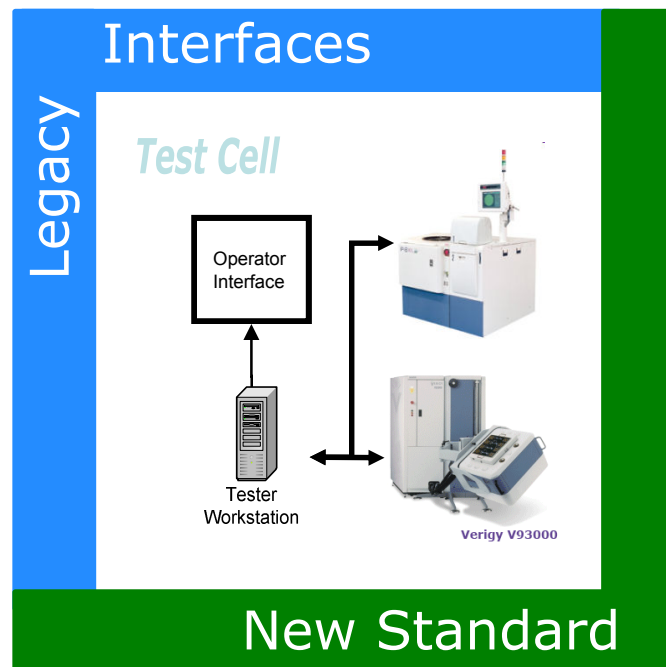 Interfaces
Legacy
Test Cell
Operator
Interface
Tester
Workstation
Verigy V93000
New Standard